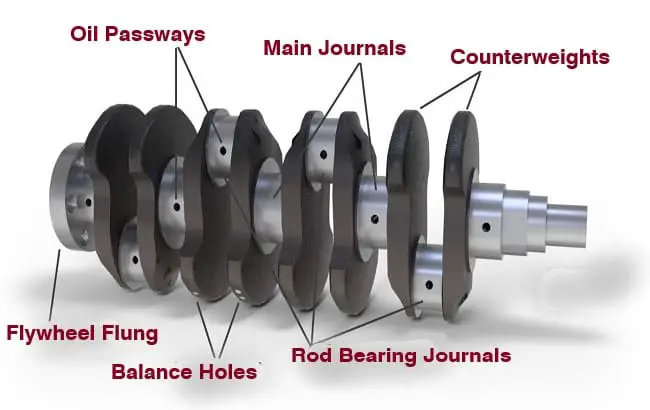 Oil Passways
Main Journals
Counterweights
Flywheel Flung
Balance Holes
Rod Bearing Journals